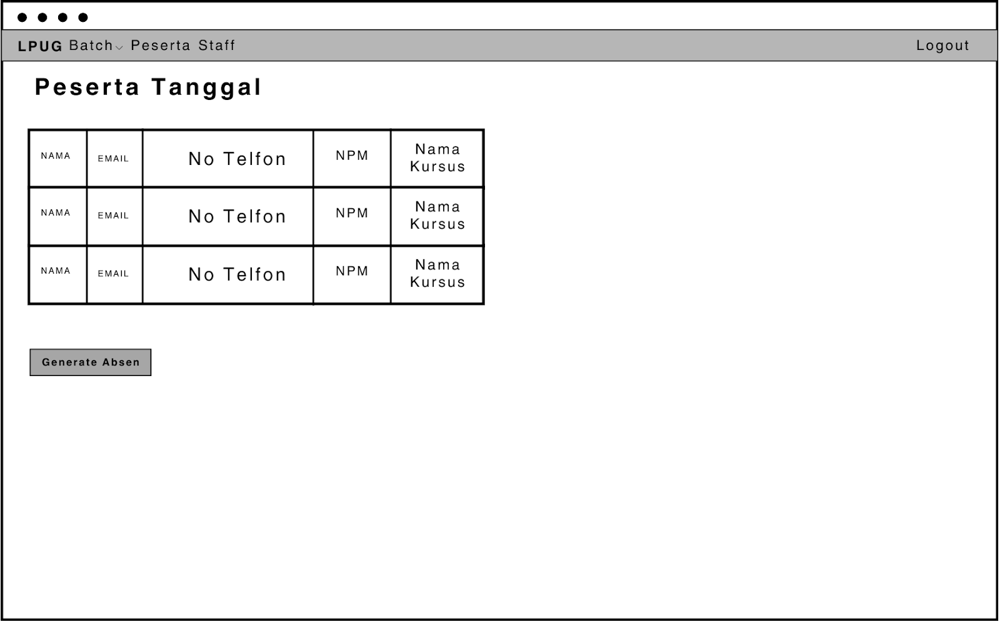 LPUG Batch Peserta Staff Logout
Peserta Tanggal
NAMA EMAIL No Telfon NPM Nama Kursus
NAMA EMAIL No Telfon NPM Nama Kursus
NAMA EMAIL No Telfon NPM Nama Kursus
Generate Absen